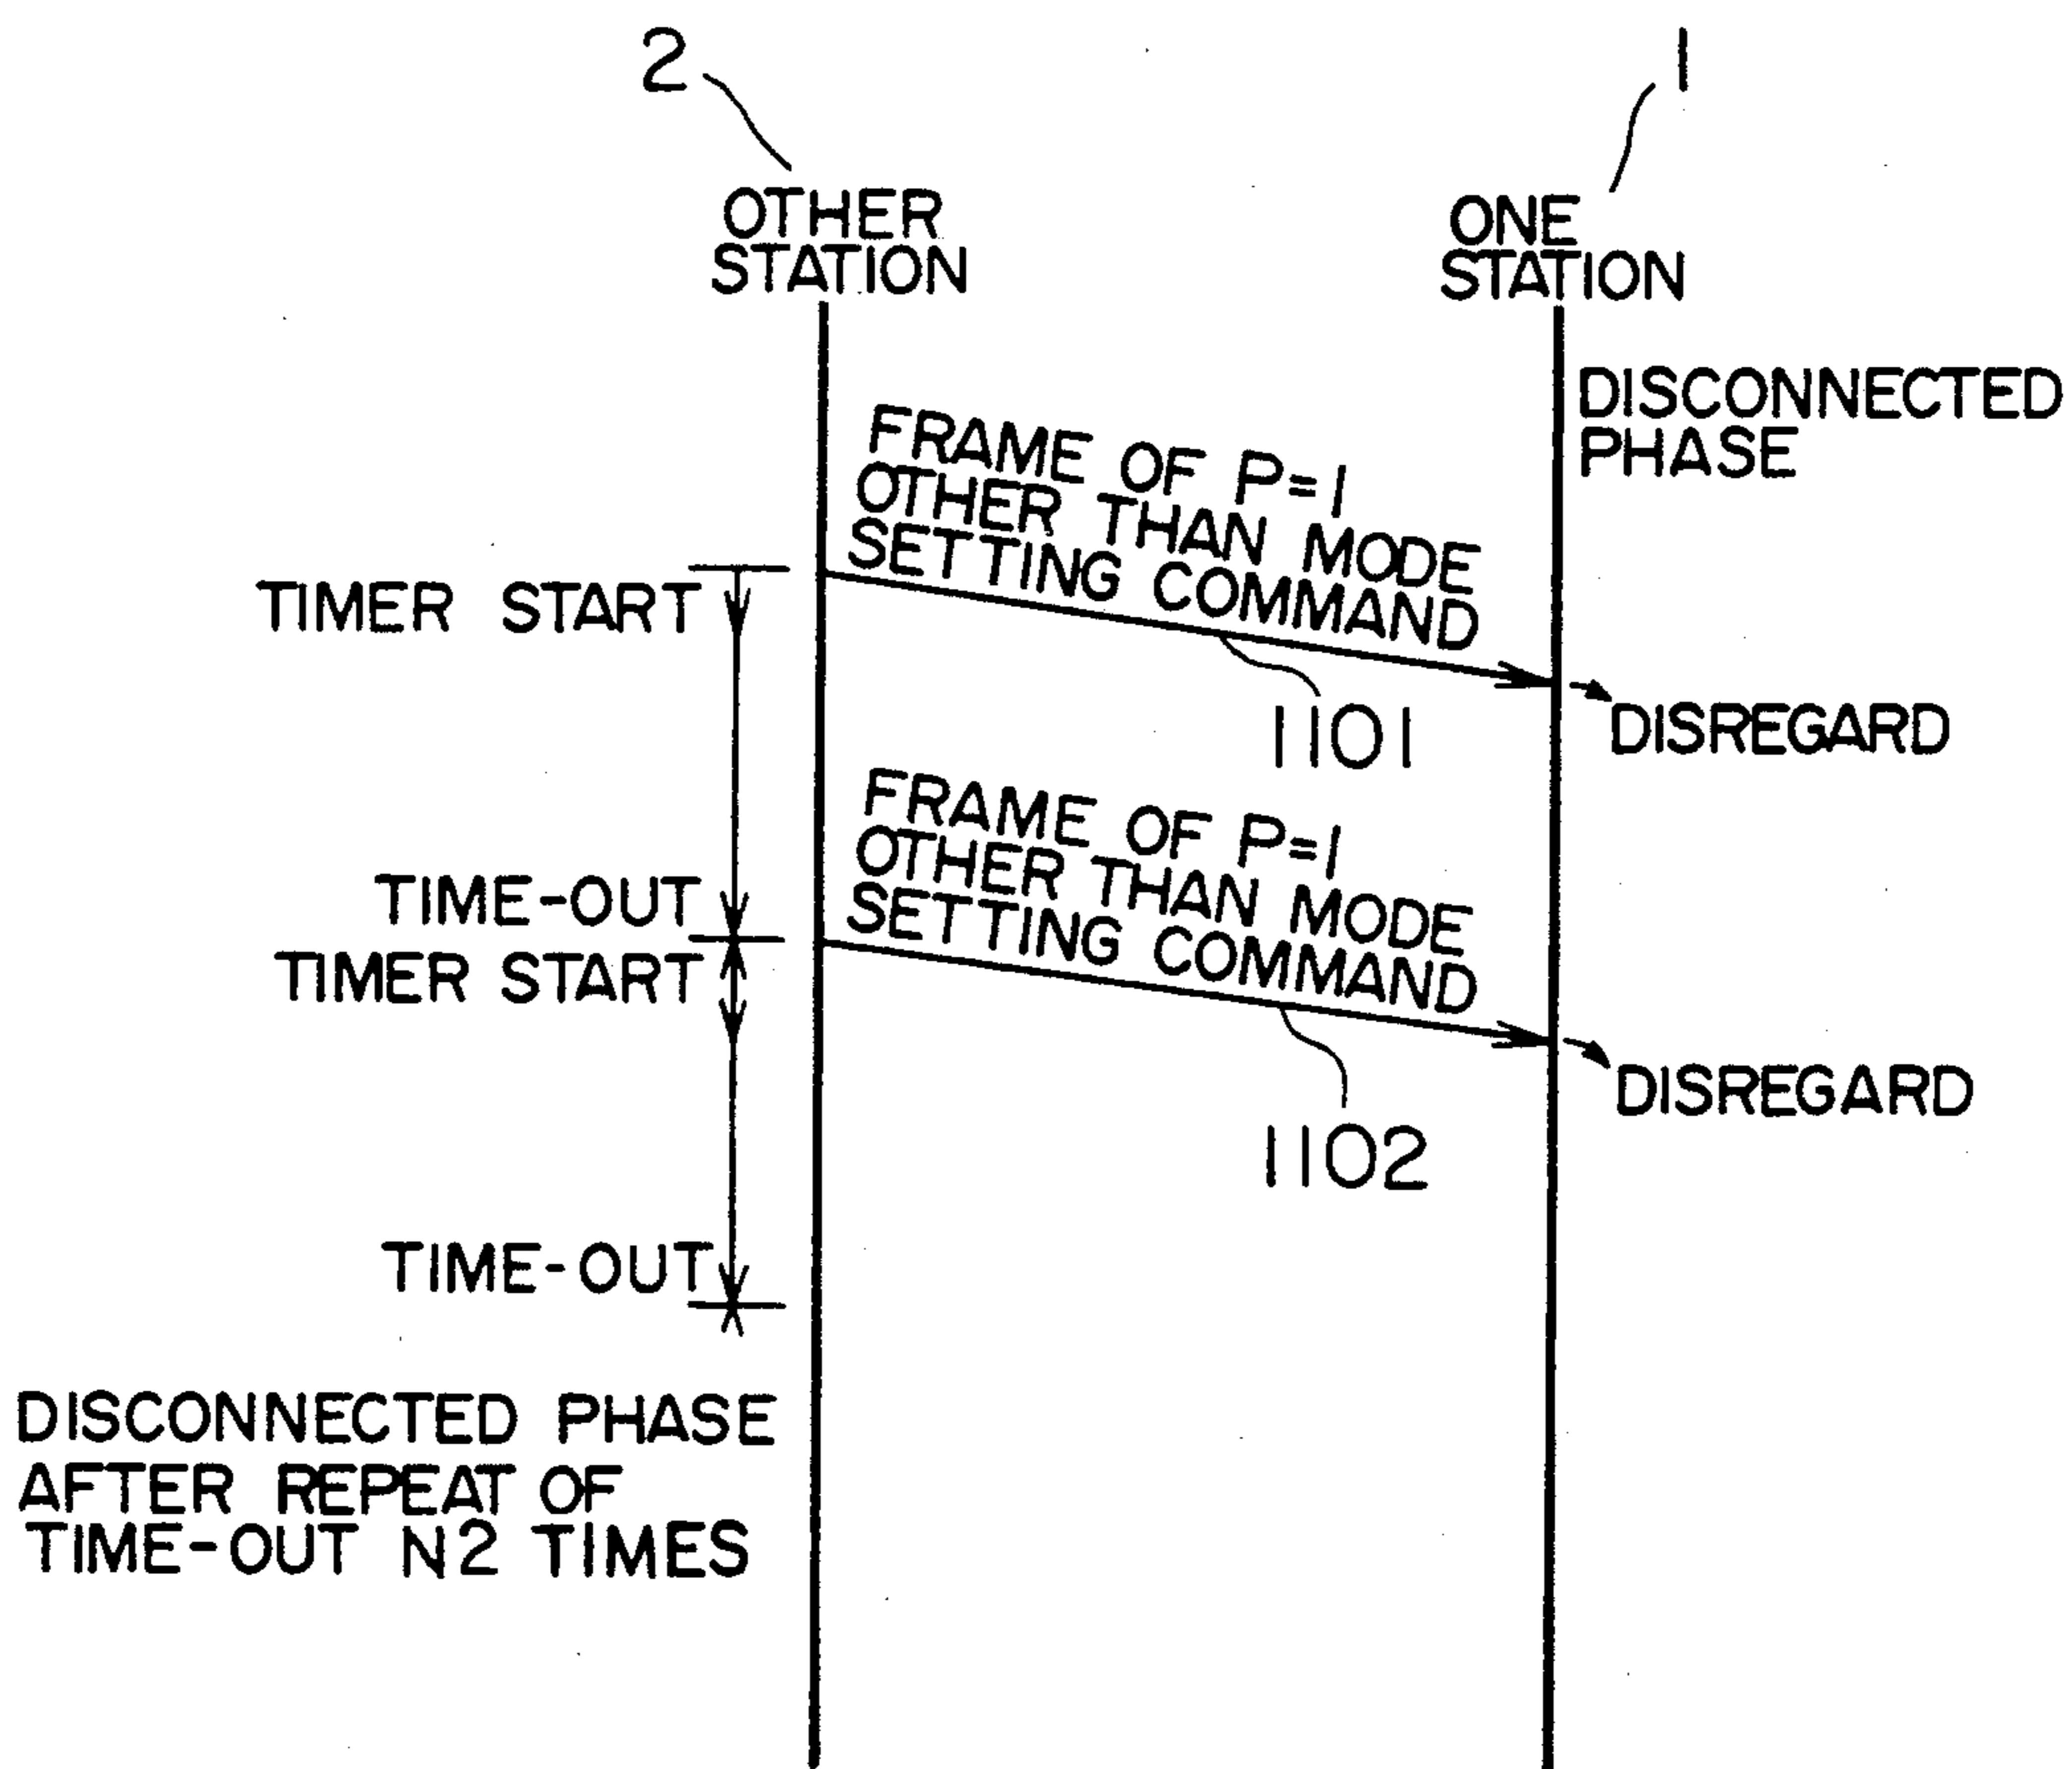 2
1
OTHER
STATION
ONE
STATION
DISCONNECTED
PHASE
FRAME OF P=1
OTHER THAN MODE
SETTING COMMAND
TIMER START
1101
DISREGARD
FRAME OF P=1
OTHER THAN MODE
SETTING COMMAND
TIME-OUT
TIMER START
1102
DISREGARD
TIME-OUT
DISCONNECTED PHASE
AFTER REPEAT OF
TIME-OUT N2 TIMES